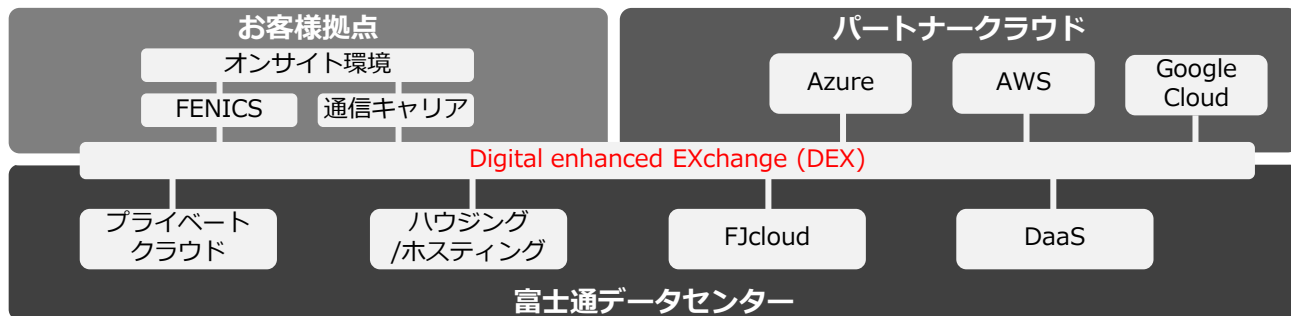 お客様拠点
オンサイト環境
FENICS
通信キャリア
パートナークラウド
Azure
AWS
Google
Cloud
Digital enhanced EXchange (DEX)
プライベート
クラウド
ハウジング
/ホスティング
FJcloud
DaaS
富士通データセンター